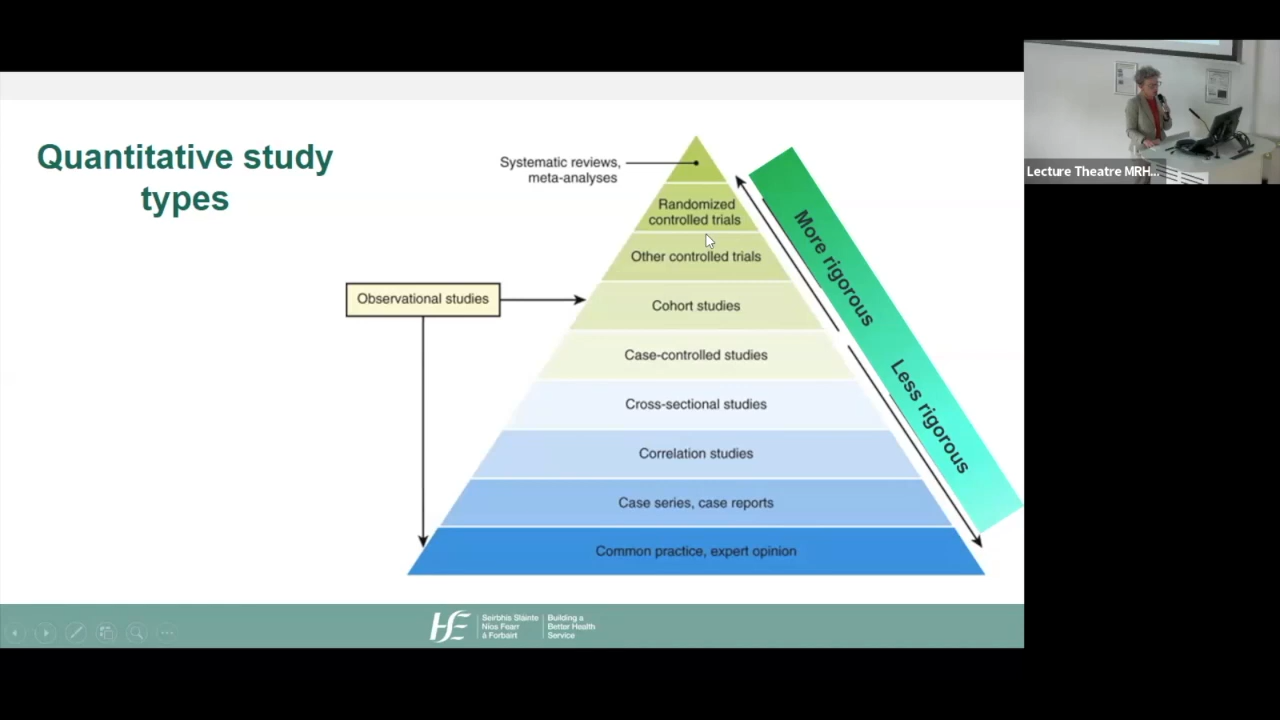 Quantitative study
types
Systematic reviews,
meta-analyses
Randomized
controlled trials
Other controlled trials
Observational studies
Cohort studies
Case-controlled studies
Cross-sectional studies
Correlation studies
Case series, case reports
Common practice, expert opinion
More rigorous
Less rigorous
Seirbhís Sláinte
Níos Fearr
á Forbairt
Building a
Better Health
Service
Lecture Theatre MRH...